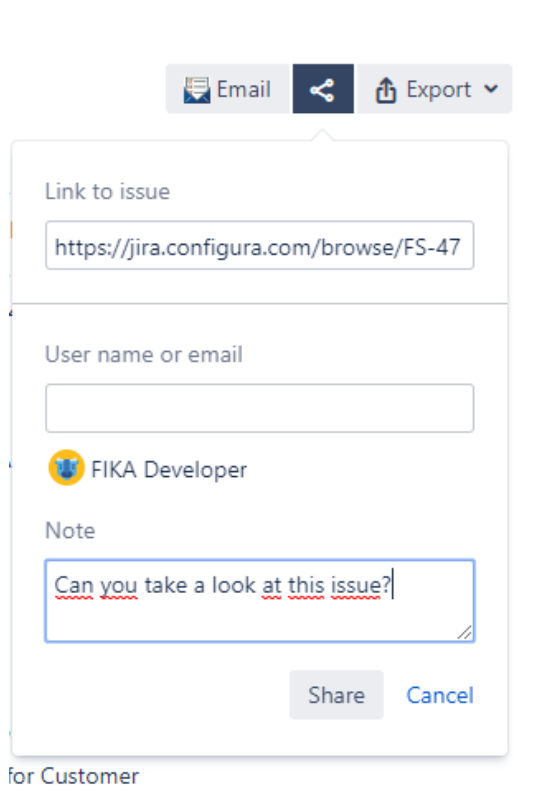 Email Export
Link to issue
https://jira.configura.com/browse/FS-47
User name or email
FIKA Developer
Note
Can you take a look at this issue?
Share Cancel
for Customer